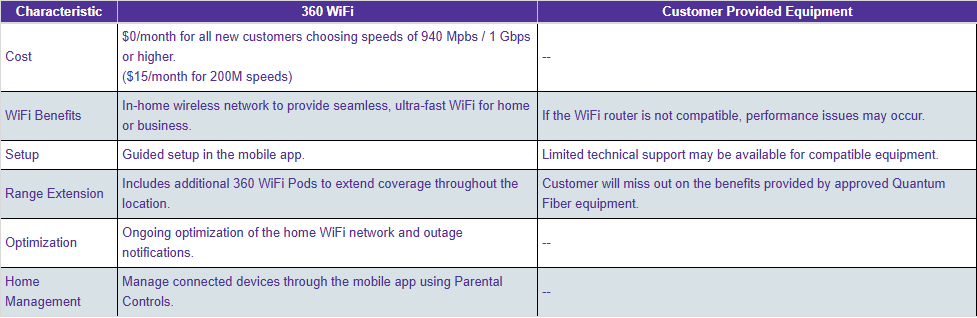 Characteristic 360 WiFi Customer Provided Equipment
Cost
$0/month for all new customers choosing speeds of 940 Mpbs / 1 Gbps
or higher.
($15/month for 200M speeds)
--
WiFi Benefits
In-home wireless network to provide seamless, ultra-fast WiFi for home
or business.
If the WiFi router is not compatible, performance issues may occur.
Setup
Guided setup in the mobile app.
Limited technical support may be available for compatible equipment.
Range Extension
Includes additional 360 WiFi Pods to extend coverage throughout the
location.
Customer will miss out on the benefits provided by approved Quantum
Fiber equipment.
Optimization
Ongoing optimization of the home WiFi network and outage
notifications.
--
Home
Management
Manage connected devices through the mobile app using Parental
Controls.
--